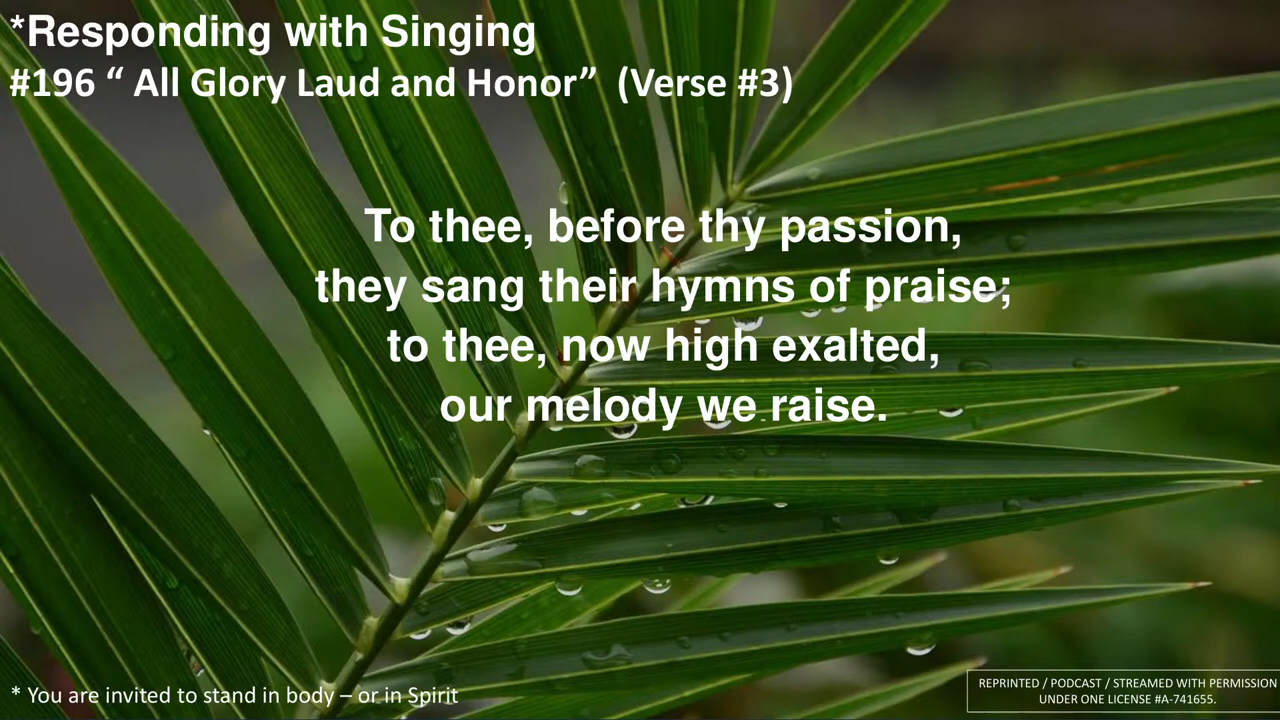 *Responding with Singing
#196 “ All Glory Laud and Honor” (Verse #3)
To thee, before thy passion,
they sang their hymns of praise;
to thee, now high exalted,
our melody we raise.
* You are invited to stand in body – or in Spirit
REPRINTED / PODCAST / STREAMED WITH PERMISSION
UNDER ONE LICENSE #A-741655.